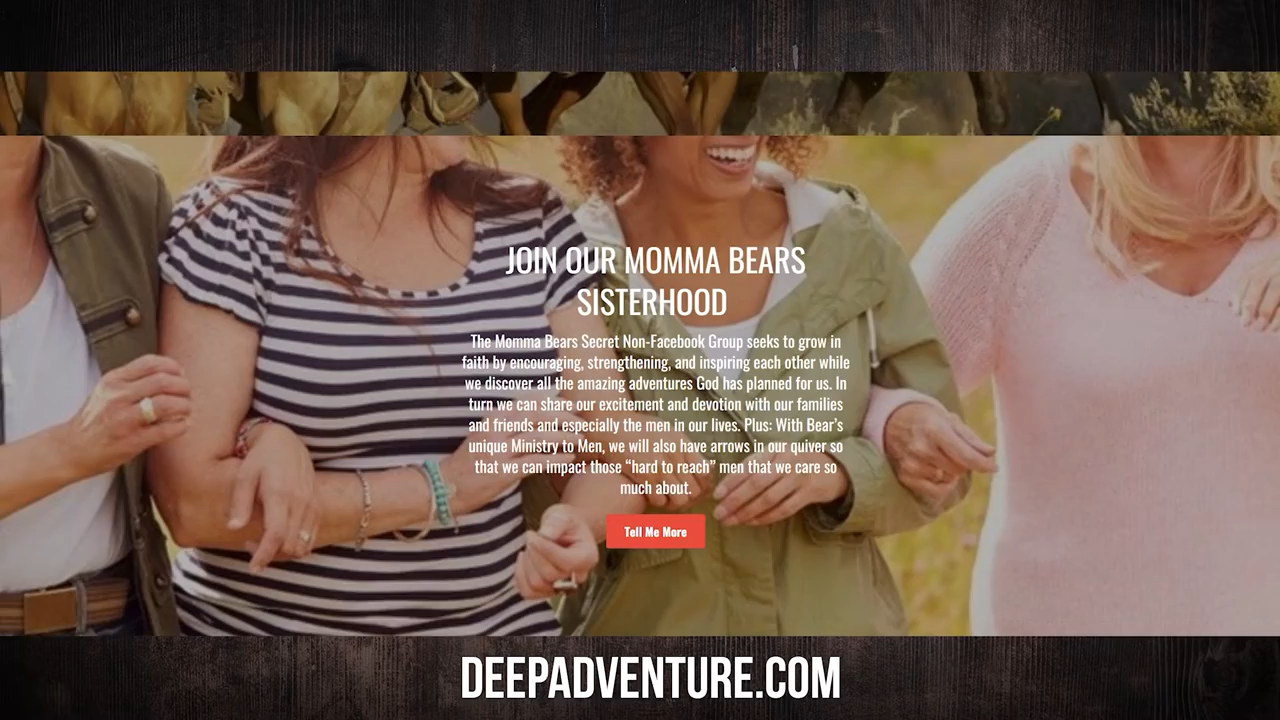 JOIN OUR MOMMA BEARS
SISTERHOOD
The Momma Bears Secret Non-Facebook Group seeks to grow in
faith by encouraging, strengthening, and inspiring each other while
we discover all the amazing adventures God has planned for us. In
turn we can share our excitement and devotion with our families
and friends and especially the men in our lives. Plus: With Bear’s
unique Ministry to Men, we will also have arrows in our quiver so
that we can impact those “hard to reach” men that we care so
much about.
Tell Me More
DEEPADVENTURE.COM